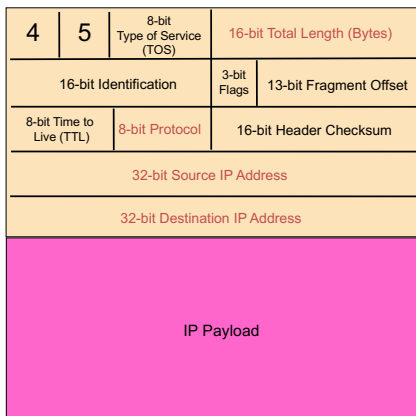 4
5
8-bit
Type of Service
(TOS)
16-bit Total Length (Bytes)
16-bit Identification
3-bit
Flags
13-bit Fragment Offset
8-bit Time to
Live (TTL)
8-bit Protocol
16-bit Header Checksum
32-bit Source IP Address
32-bit Destination IP Address
IP Payload